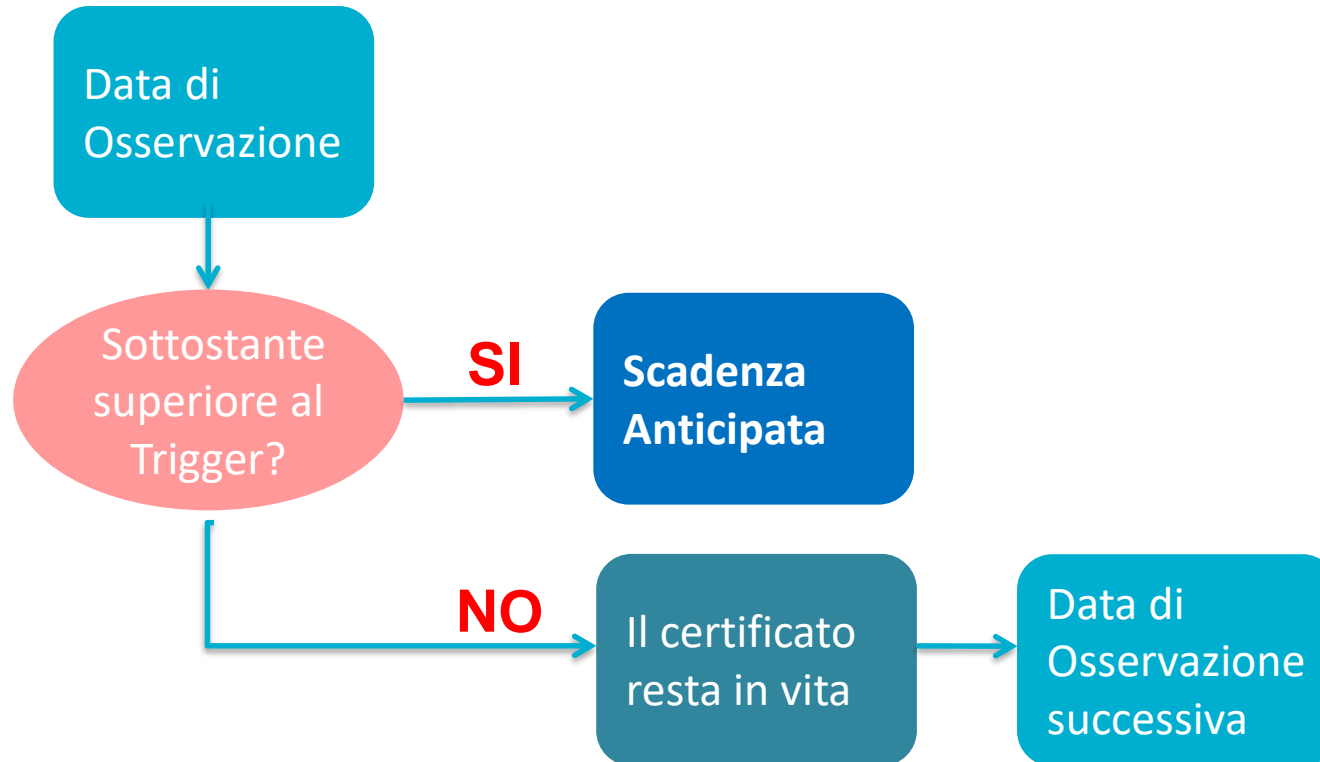 Data di
Osservazione
Sottostante
superiore al
Trigger?
SI
Scadenza
Anticipata
NO
Il certificato
resta in vita
Data di
Osservazione
successiva